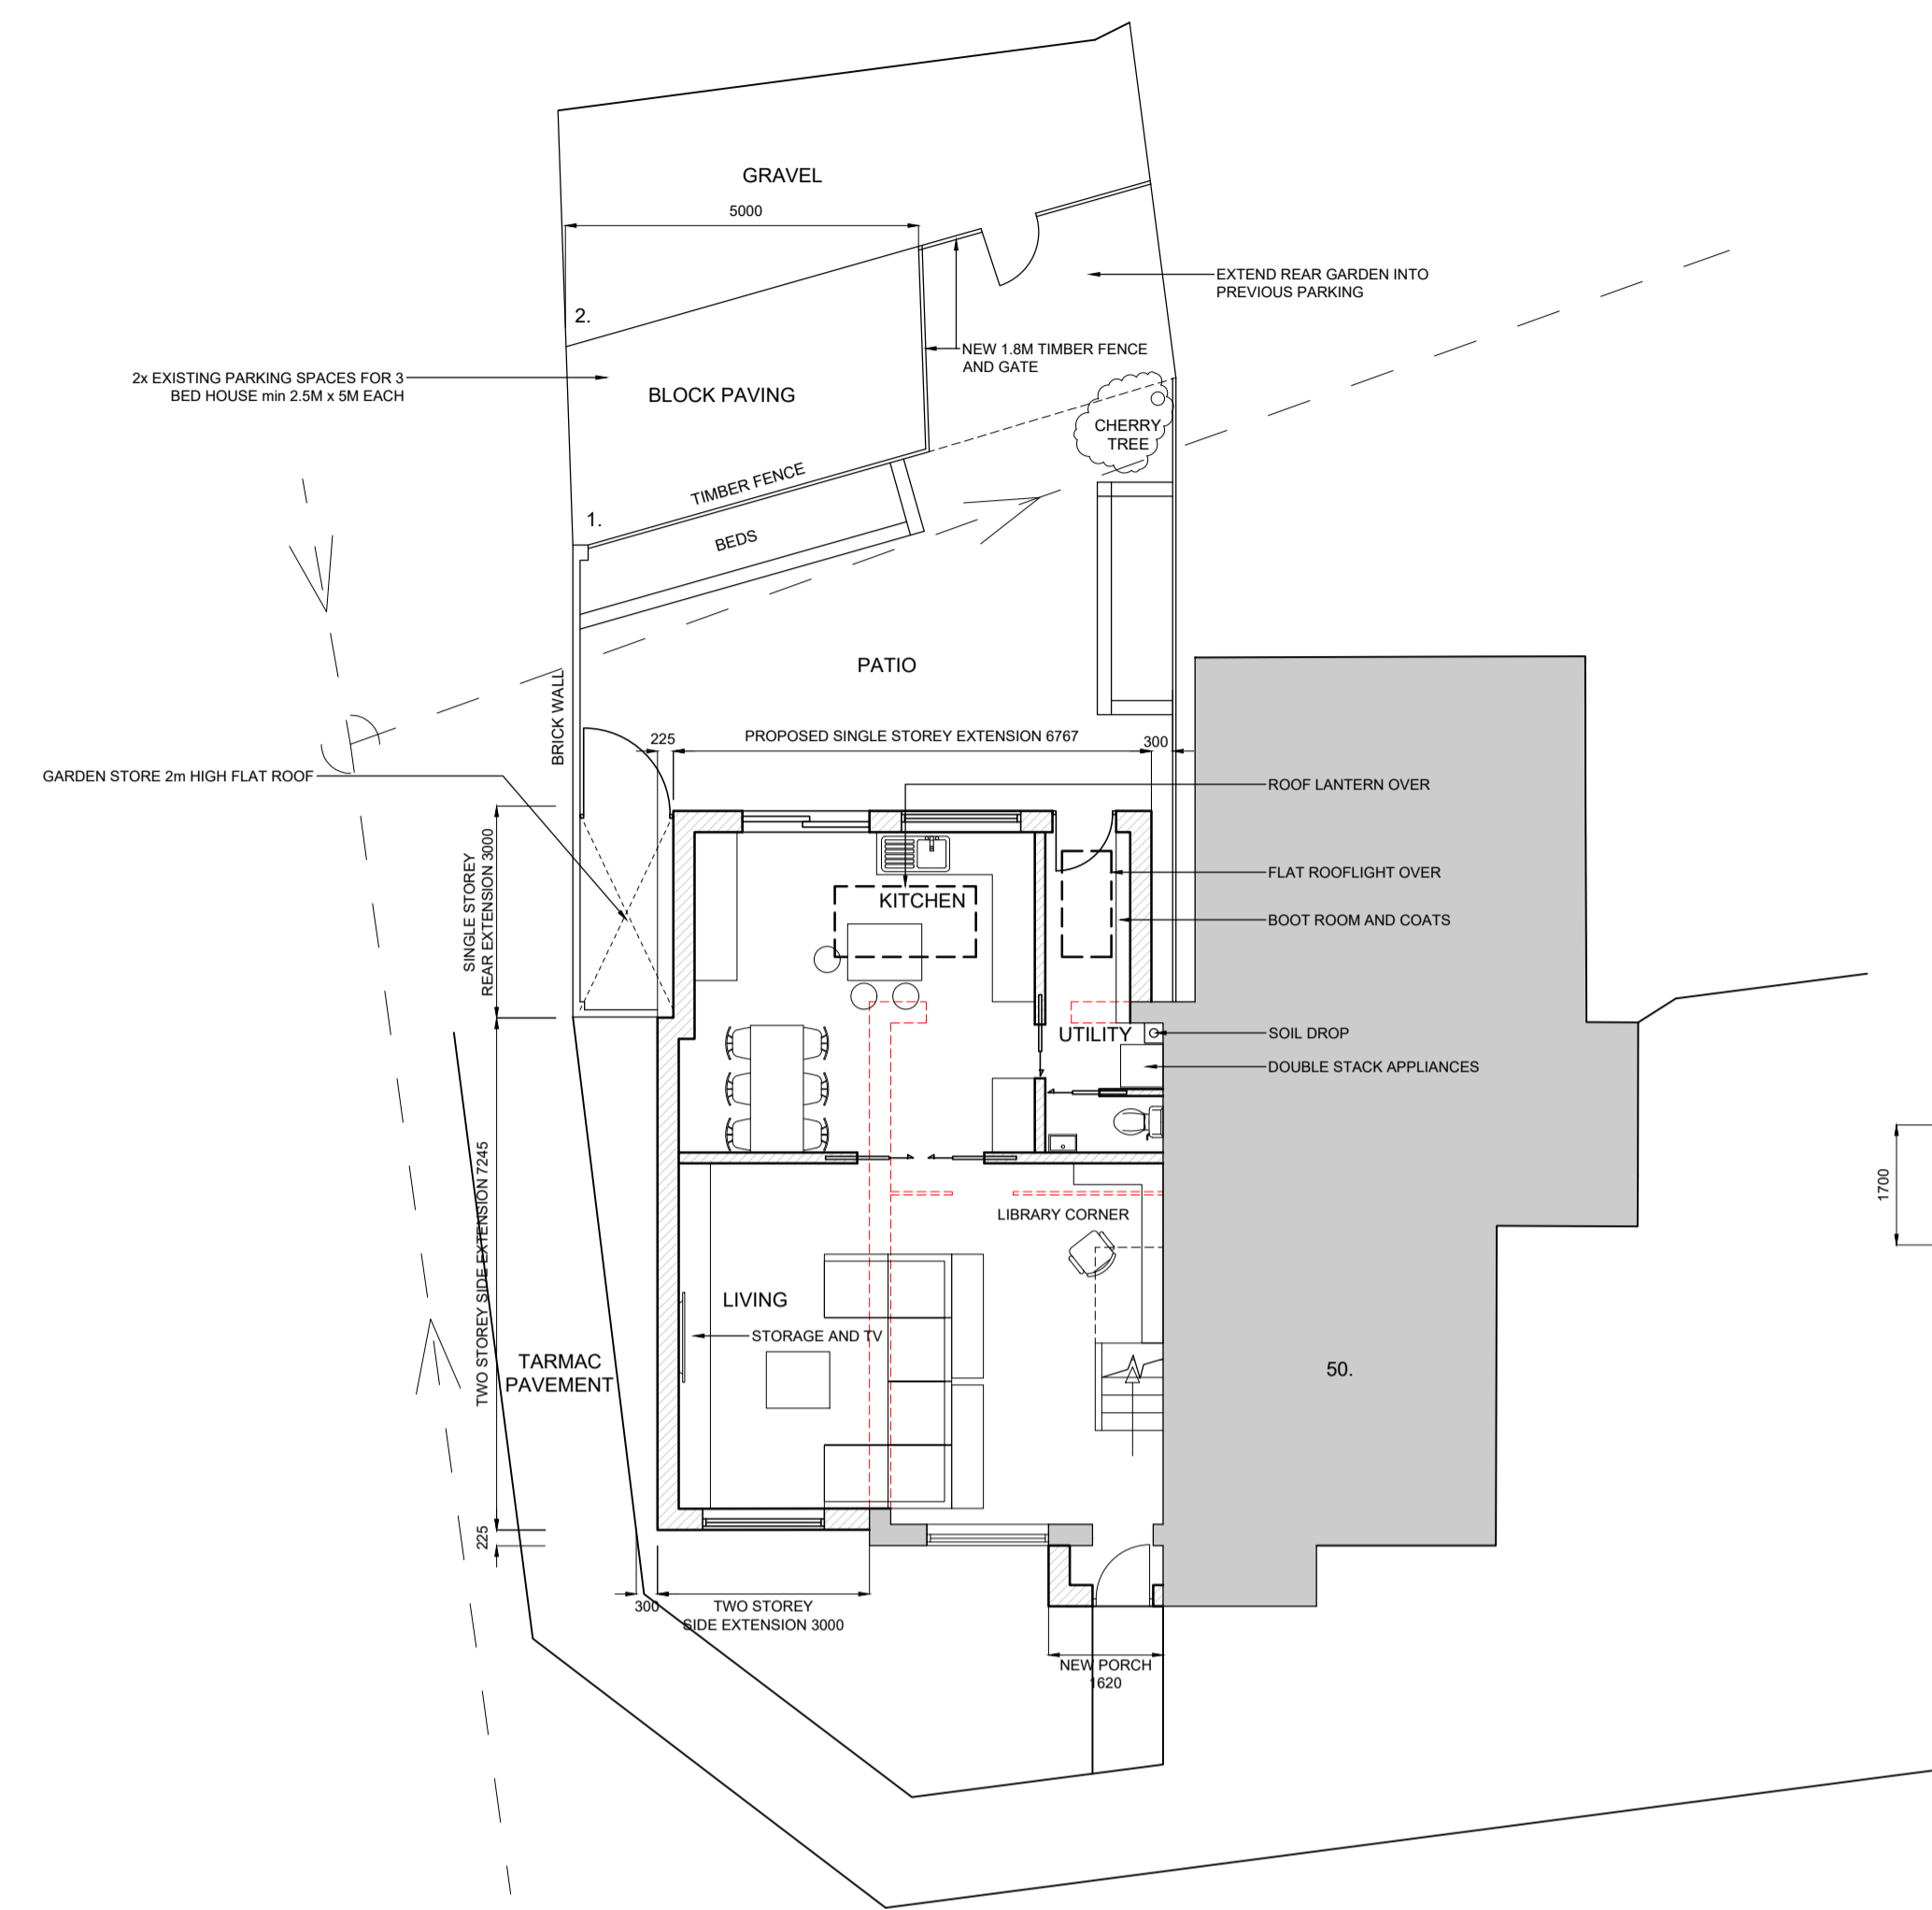 GRAVEL
5000
EXTEND REAR GARDEN INTO
PREVIOUS PARKING
2.
NEW 1.8M TIMBER FENCE
AND GATE
2x EXISTING PARKING SPACES FOR 3
BED HOUSE min 2.5M x 5M EACH
BLOCK PAVING
CHERRY
TREE
TIMBER FENCE
1.
BEDS
PATIO
BRICK WALL
225
PROPOSED SINGLE STOREY EXTENSION 6767
300
GARDEN STORE 2m HIGH FLAT ROOF
ROOF LANTERN OVER
SINGLE STOREY
REAR EXTENSION 3000
FLAT ROOFLIGHT OVER
KITCHEN
BOOT ROOM AND COATS
UTILITY
SOIL DROP
DOUBLE STACK APPLIANCES
TWO STOREY SIDE EXTENSION 7245
1700
LIBRARY CORNER
LIVING
STORAGE AND TV
TARMAC
PAVEMENT
50.
225
300
TWO STOREY
SIDE EXTENSION 3000
NEW PORCH
1620